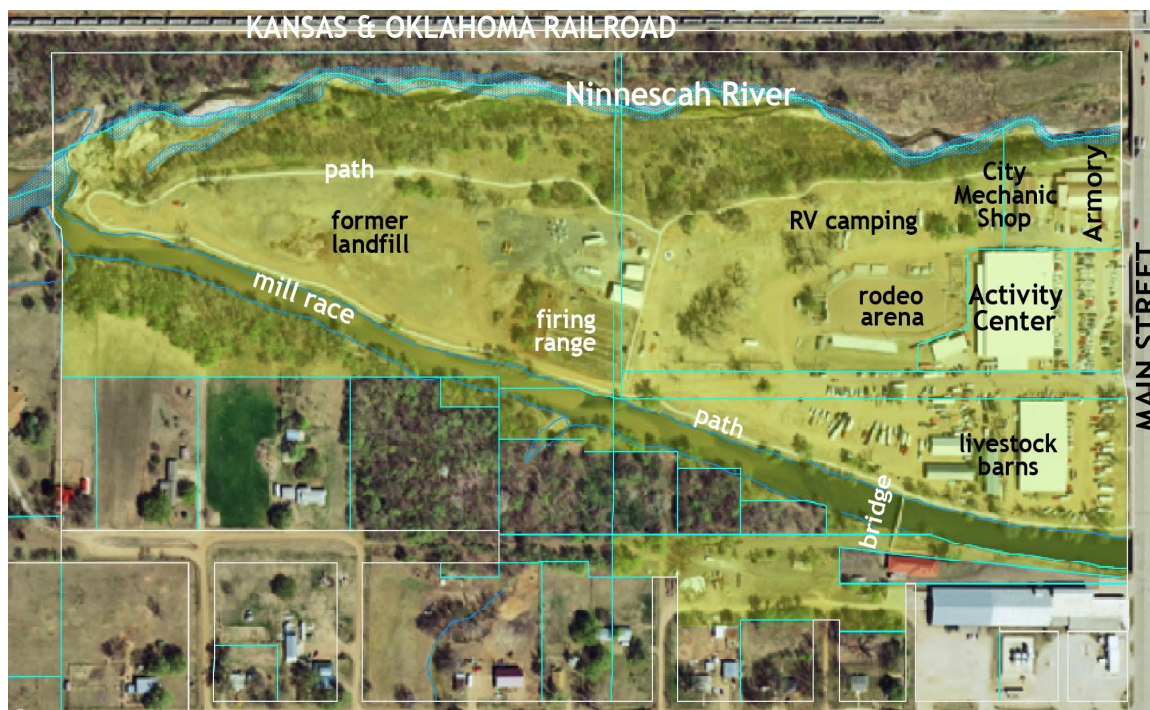 KANSAS & OKLAHOMA RAILROAD
Ninnescah River
path
former
landfill
RV camping
City
Mechanic
Shop
Armory
mill race
firing
range
rodeo
arena
Activity
Center
MAIN STREET
path
livestock
barns
bridge